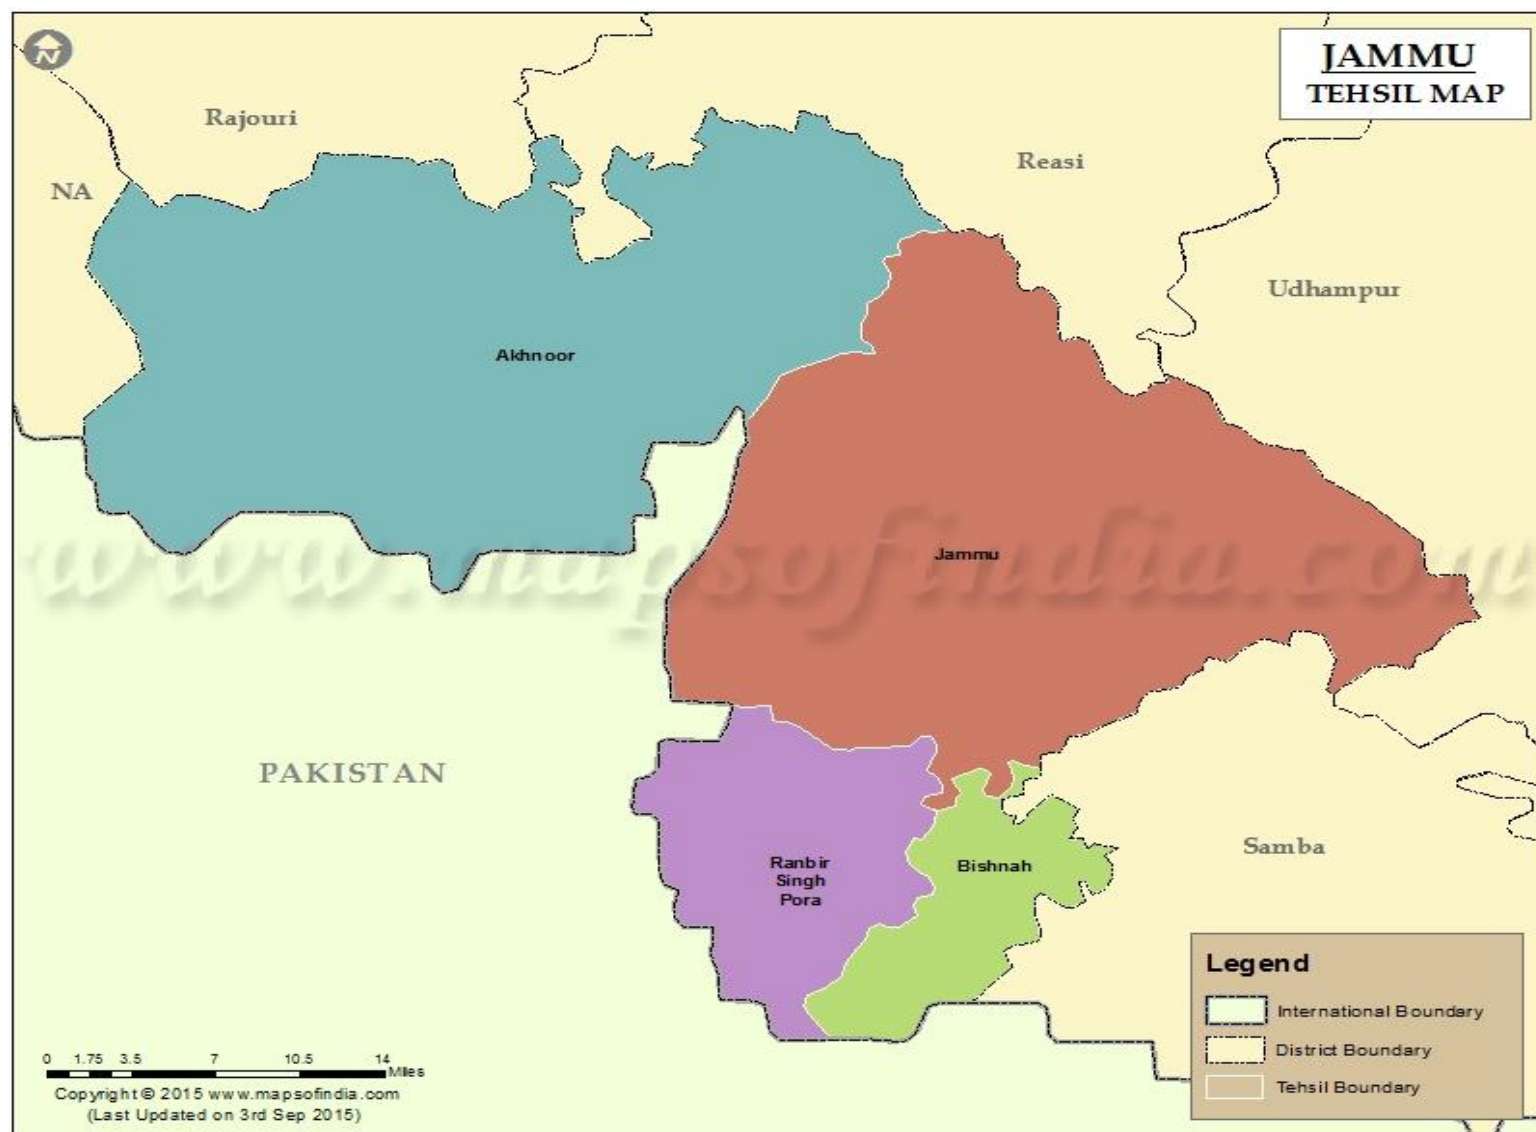 N
JAMMU
TEHSIL MAP
Rajouri
Reasi
NA
Udhampur
Akhnoor
www.mapsofindia.com
Jammu
PAKISTAN
Samba
Ranbir
Singh
Pora
Bishnah
Legend
International Boundary
District Boundary
Tehsil Boundary
0 1.75 3.5 7 10.5 14
Miles
Copyright © 2015 www.mapsofindia.com
(Last Updated on 3rd Sep 2015)